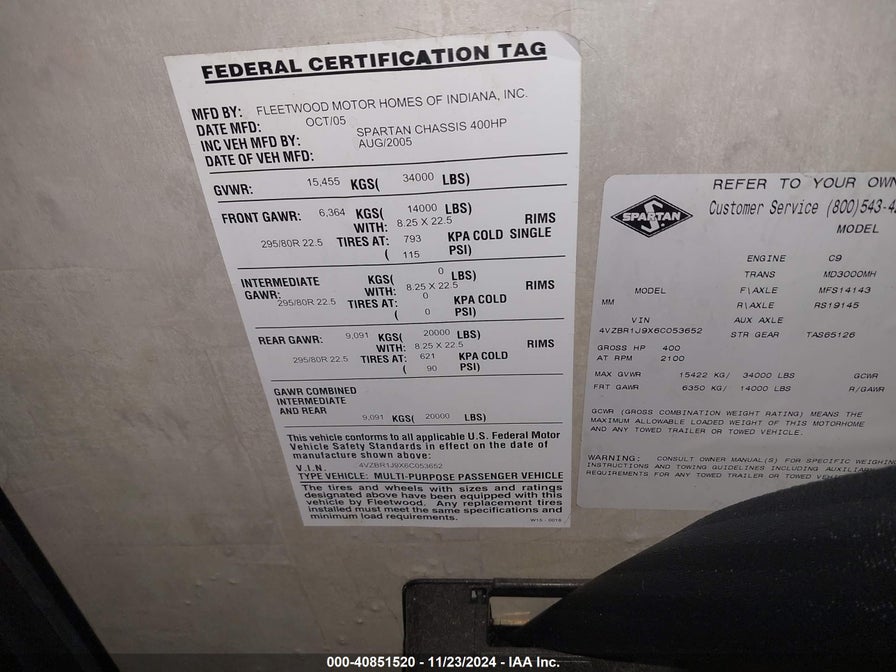 FEDERAL CERTIFICATION TAG
MFD BY: FLEETWOOD MOTOR HOMES OF INDIANA, INC.
DATE MFD: OCT/05
INC VEH MFD BY: SPARTAN CHASSIS 400HP
DATE OF VEH MFD: AUG/2005
GVWR: 15,455 KGS( 34000 LBS)
FRONT GAWR: 6,364 KGS( 14000 LBS)
WITH: 8.25 X 22.5 RIMS
295/80R 22.5 TIRES AT: 793 KPA COLD SINGLE
( 115 PSI)
INTERMEDIATE KGS( 0 LBS)
GAWR: WITH: 8.25 X 22.5 RIMS
295/80R 22.5 TIRES AT: 0 KPA COLD
( 0 PSI)
REAR GAWR: 9,091 KGS( 20000 LBS)
WITH: 8.25 X 22.5 RIMS
295/80R 22.5 TIRES AT: 621 KPA COLD
( 90 PSI)
GAWR COMBINED
INTERMEDIATE
AND REAR 9,091 KGS( 20000 LBS)
This vehicle conforms to all applicable U.S. Federal Motor
Vehicle Safety Standards in effect on the date of
manufacture shown above.
V.I.N. 4VZBR1J9X6C053652
TYPE VEHICLE: MULTI-PURPOSE PASSENGER VEHICLE
The tires and wheels with sizes and ratings
designated above have been equipped with this
vehicle by Fleetwood. Any replacement tires
installed must meet the same specifications and
minimum load requirements.
W15 - 0018
SPARTAN
REFER TO YOUR OWN
Customer Service (800)543-4
MODEL
ENGINE C9
TRANS MD3000MH
MODEL F\AXLE MFS14143
MM R\AXLE RS19145
VIN AUX AXLE
4VZBR1J9X6C053652 STR GEAR TAS65126
GROSS HP 400
AT RPM 2100
MAX GVWR 15422 KG/ 34000 LBS GCWR
FRT GAWR 6350 KG/ 14000 LBS R/GAWR
GCWR (GROSS COMBINATION WEIGHT RATING) MEANS THE
MAXIMUM ALLOWABLE LOADED WEIGHT OF THIS MOTORHOME
AND ANY TOWED TRAILER OR TOWED VEHICLE.
WARNING: CONSULT OWNER MANUAL(S) FOR SPECIFIC WEIGHING
INSTRUCTIONS AND TOWING GUIDELINES INCLUDING AUXILIAR
REQUIREMENTS FOR ANY TOWED TRAILER OR TOWED VEH
000-40851520 - 11/23/2024 - IAA Inc.